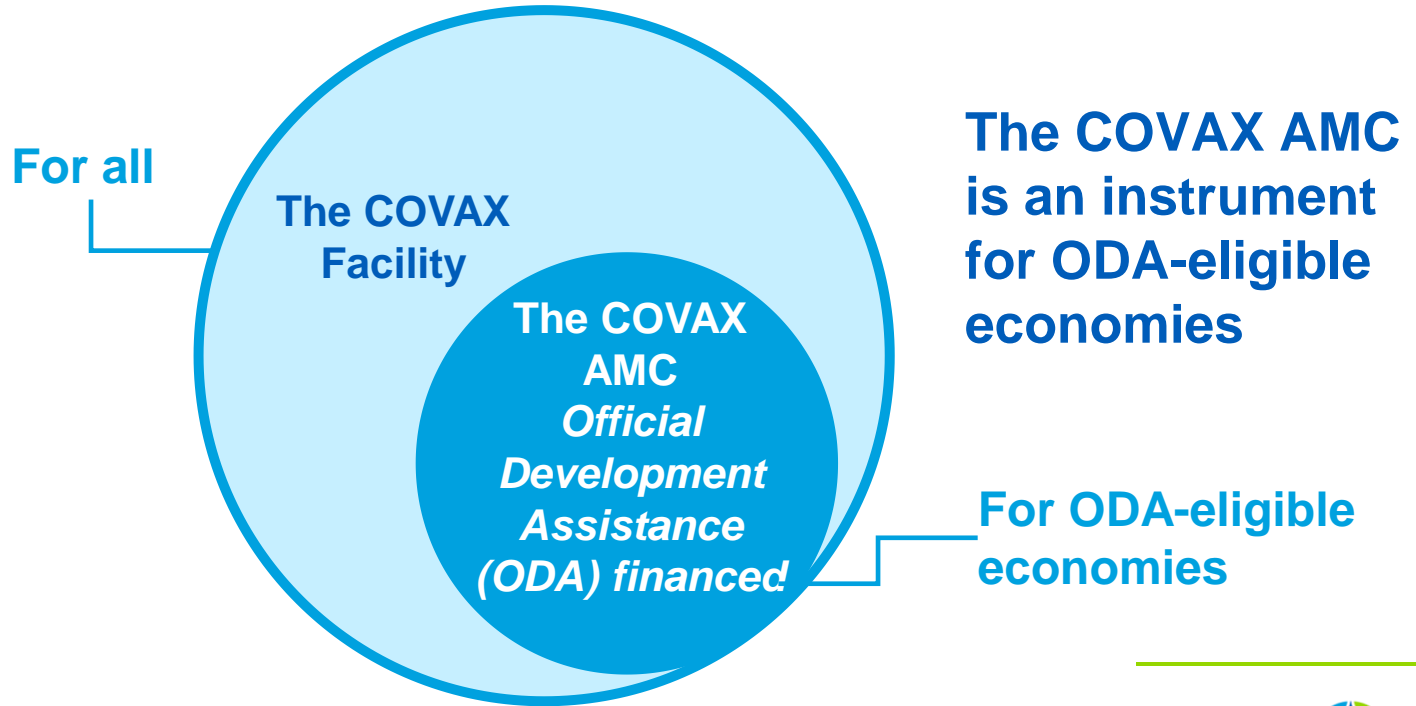 For all
The COVAX
Facility
The COVAX
AMC
Official
Development
Assistance
(ODA) financed
The COVAX AMC
is an instrument
for ODA-eligible
economies
For ODA-eligible
economies